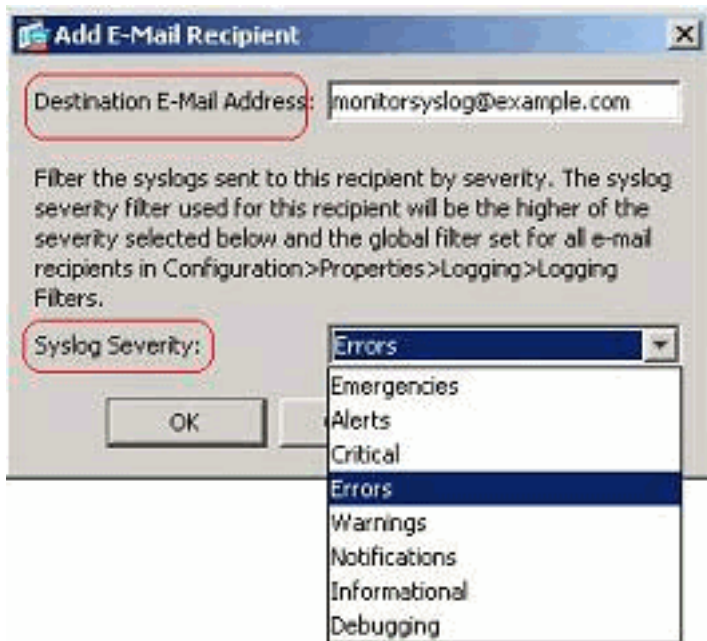 Add E-Mail Recipient
Destination E-Mail Address: monitorsyslog@example.com
Filter the syslogs sent to this recipient by severity. The syslog
severity filter used for this recipient will be the higher of the
severity selected below and the global filter set for all e-mail
recipients in Configuration>Properties>Logging>Logging
Filters.
Syslog Severity: Errors
OK
Emergencies
Alerts
Critical
Errors
Warnings
Notifications
Informational
Debugging